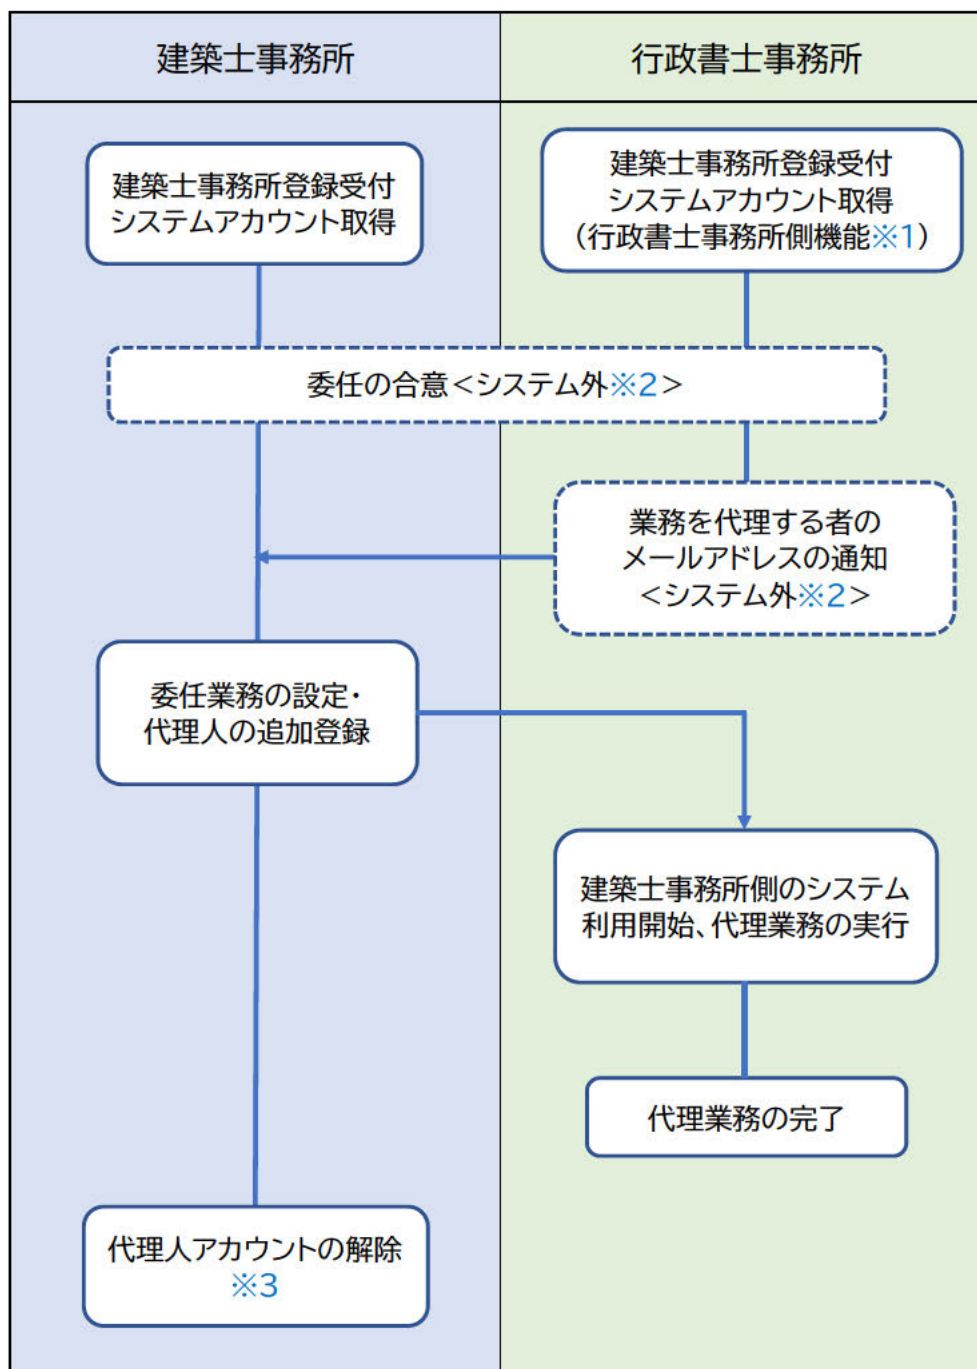 建築士事務所
行政書士事務所
建築士事務所登録受付
システムアカウント取得
建築士事務所登録受付
システムアカウント取得
（行政書士事務所側機能※1）
委任の合意＜システム外※2＞
業務を代理する者の
メールアドレスの通知
＜システム外※2＞
委任業務の設定・
代理人の追加登録
建築士事務所側のシステム
利用開始、代理業務の実行
代理業務の完了
代理人アカウントの解除
※3